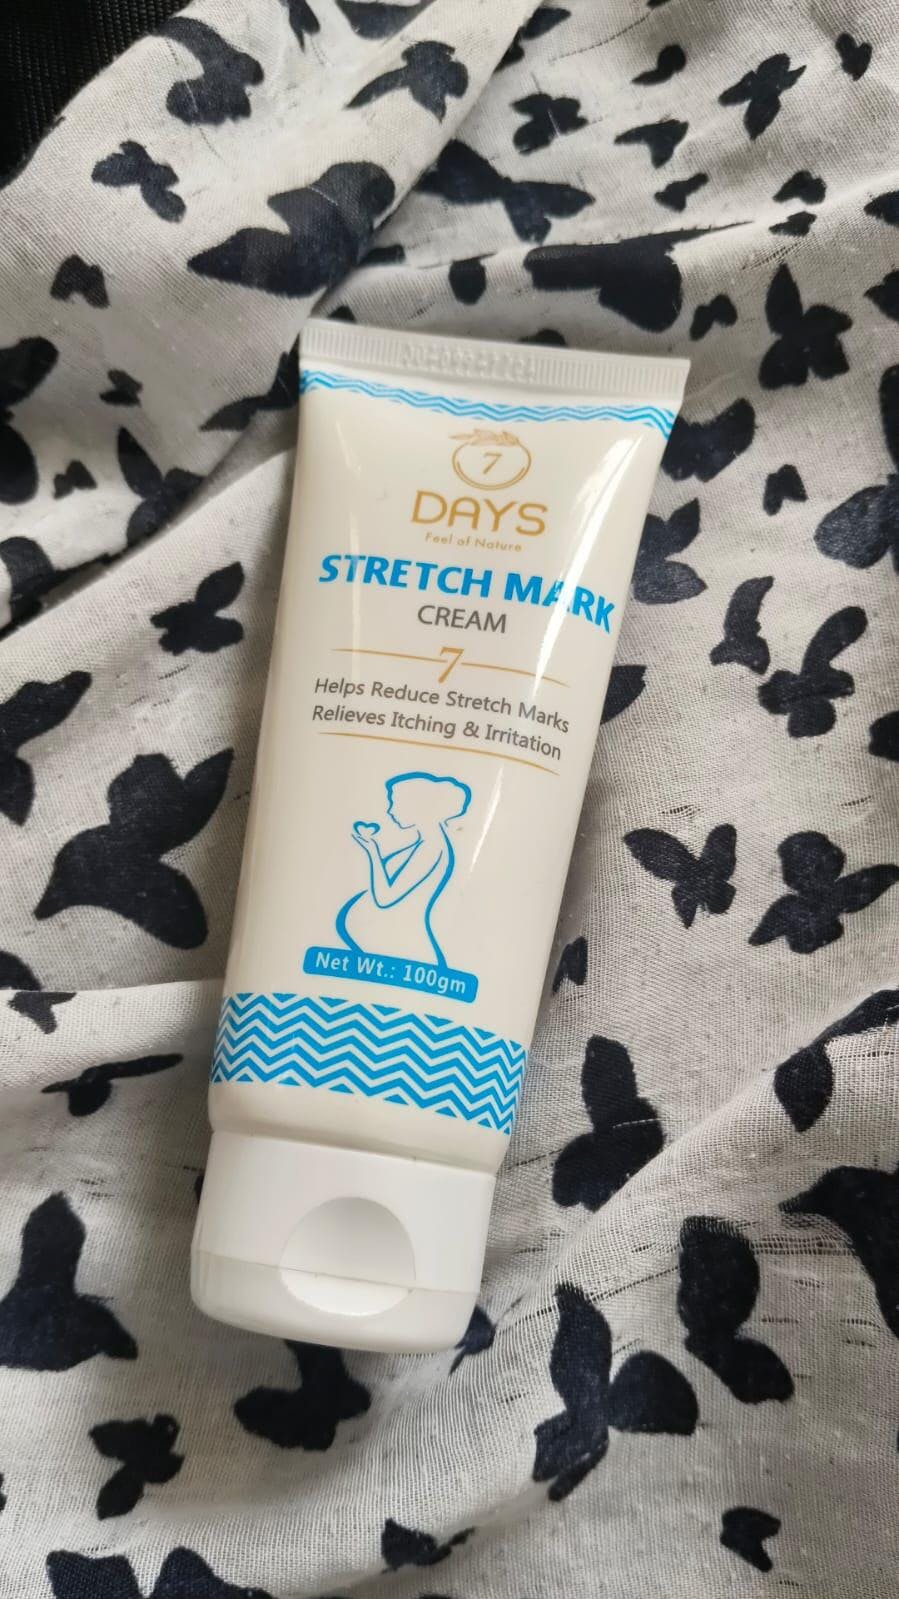 7
DAYS
Feel of Nature
STRETCH MARK
CREAM
7
Helps Reduce Stretch Marks
Relieves Itching & Irritation
Net Wt.: 100gm